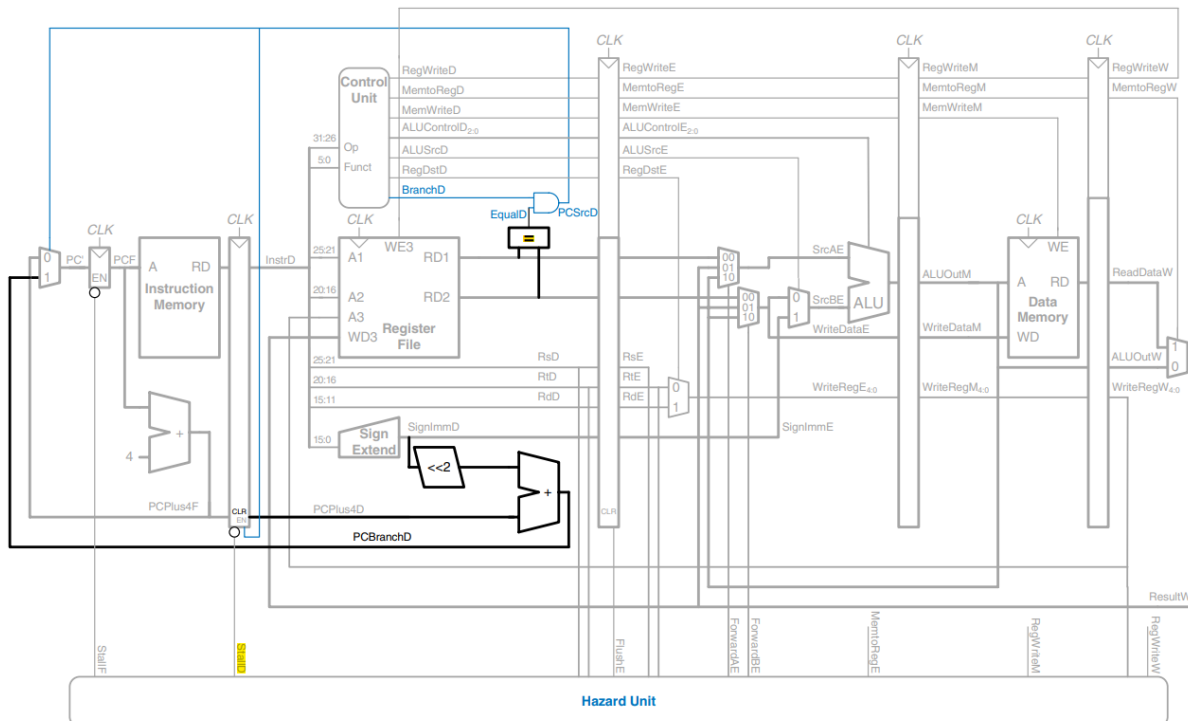 CLK CLK CLK
Control Unit
RegWriteD RegWriteE RegWriteM RegWriteW
MemtoRegD MemtoRegE MemtoRegM MemtoRegW
MemWriteD MemWriteE MemWriteM
ALUControlD2:0 ALUControlE2:0
31:26 Op ALUSrcD ALUSrcE
5:0 Funct RegDstD RegDstE
BranchD
EqualD PCSrcD
CLK CLK CLK CLK
=
WE3 WE
0 1 PC' PCF EN
A RD Instruction Memory
InstrD
25:21 A1 RD1
20:16 A2 RD2
A3
WD3 Register File
00 01 10 SrcAE
00 01 10 0 1 SrcBE
ALU ALUOutM
A RD Data Memory WD
ReadDataW
WriteDataE WriteDataM
1 0 ALUOutW
25:21 RsD RsE
20:16 RtD RtE
15:11 RdD RdE
0 1 WriteRegE4:0 WriteRegM4:0 WriteRegW4:0
+
4
15:0 Sign Extend SignImmD SignImmE
<<2
+
PCPlus4F CLR EN PCPlus4D CLR
PCBranchD
ResultW
StallF
StallD
FlushE
ForwardAE
ForwardBE
MemtoRegE
RegWriteM
RegWriteW
Hazard Unit